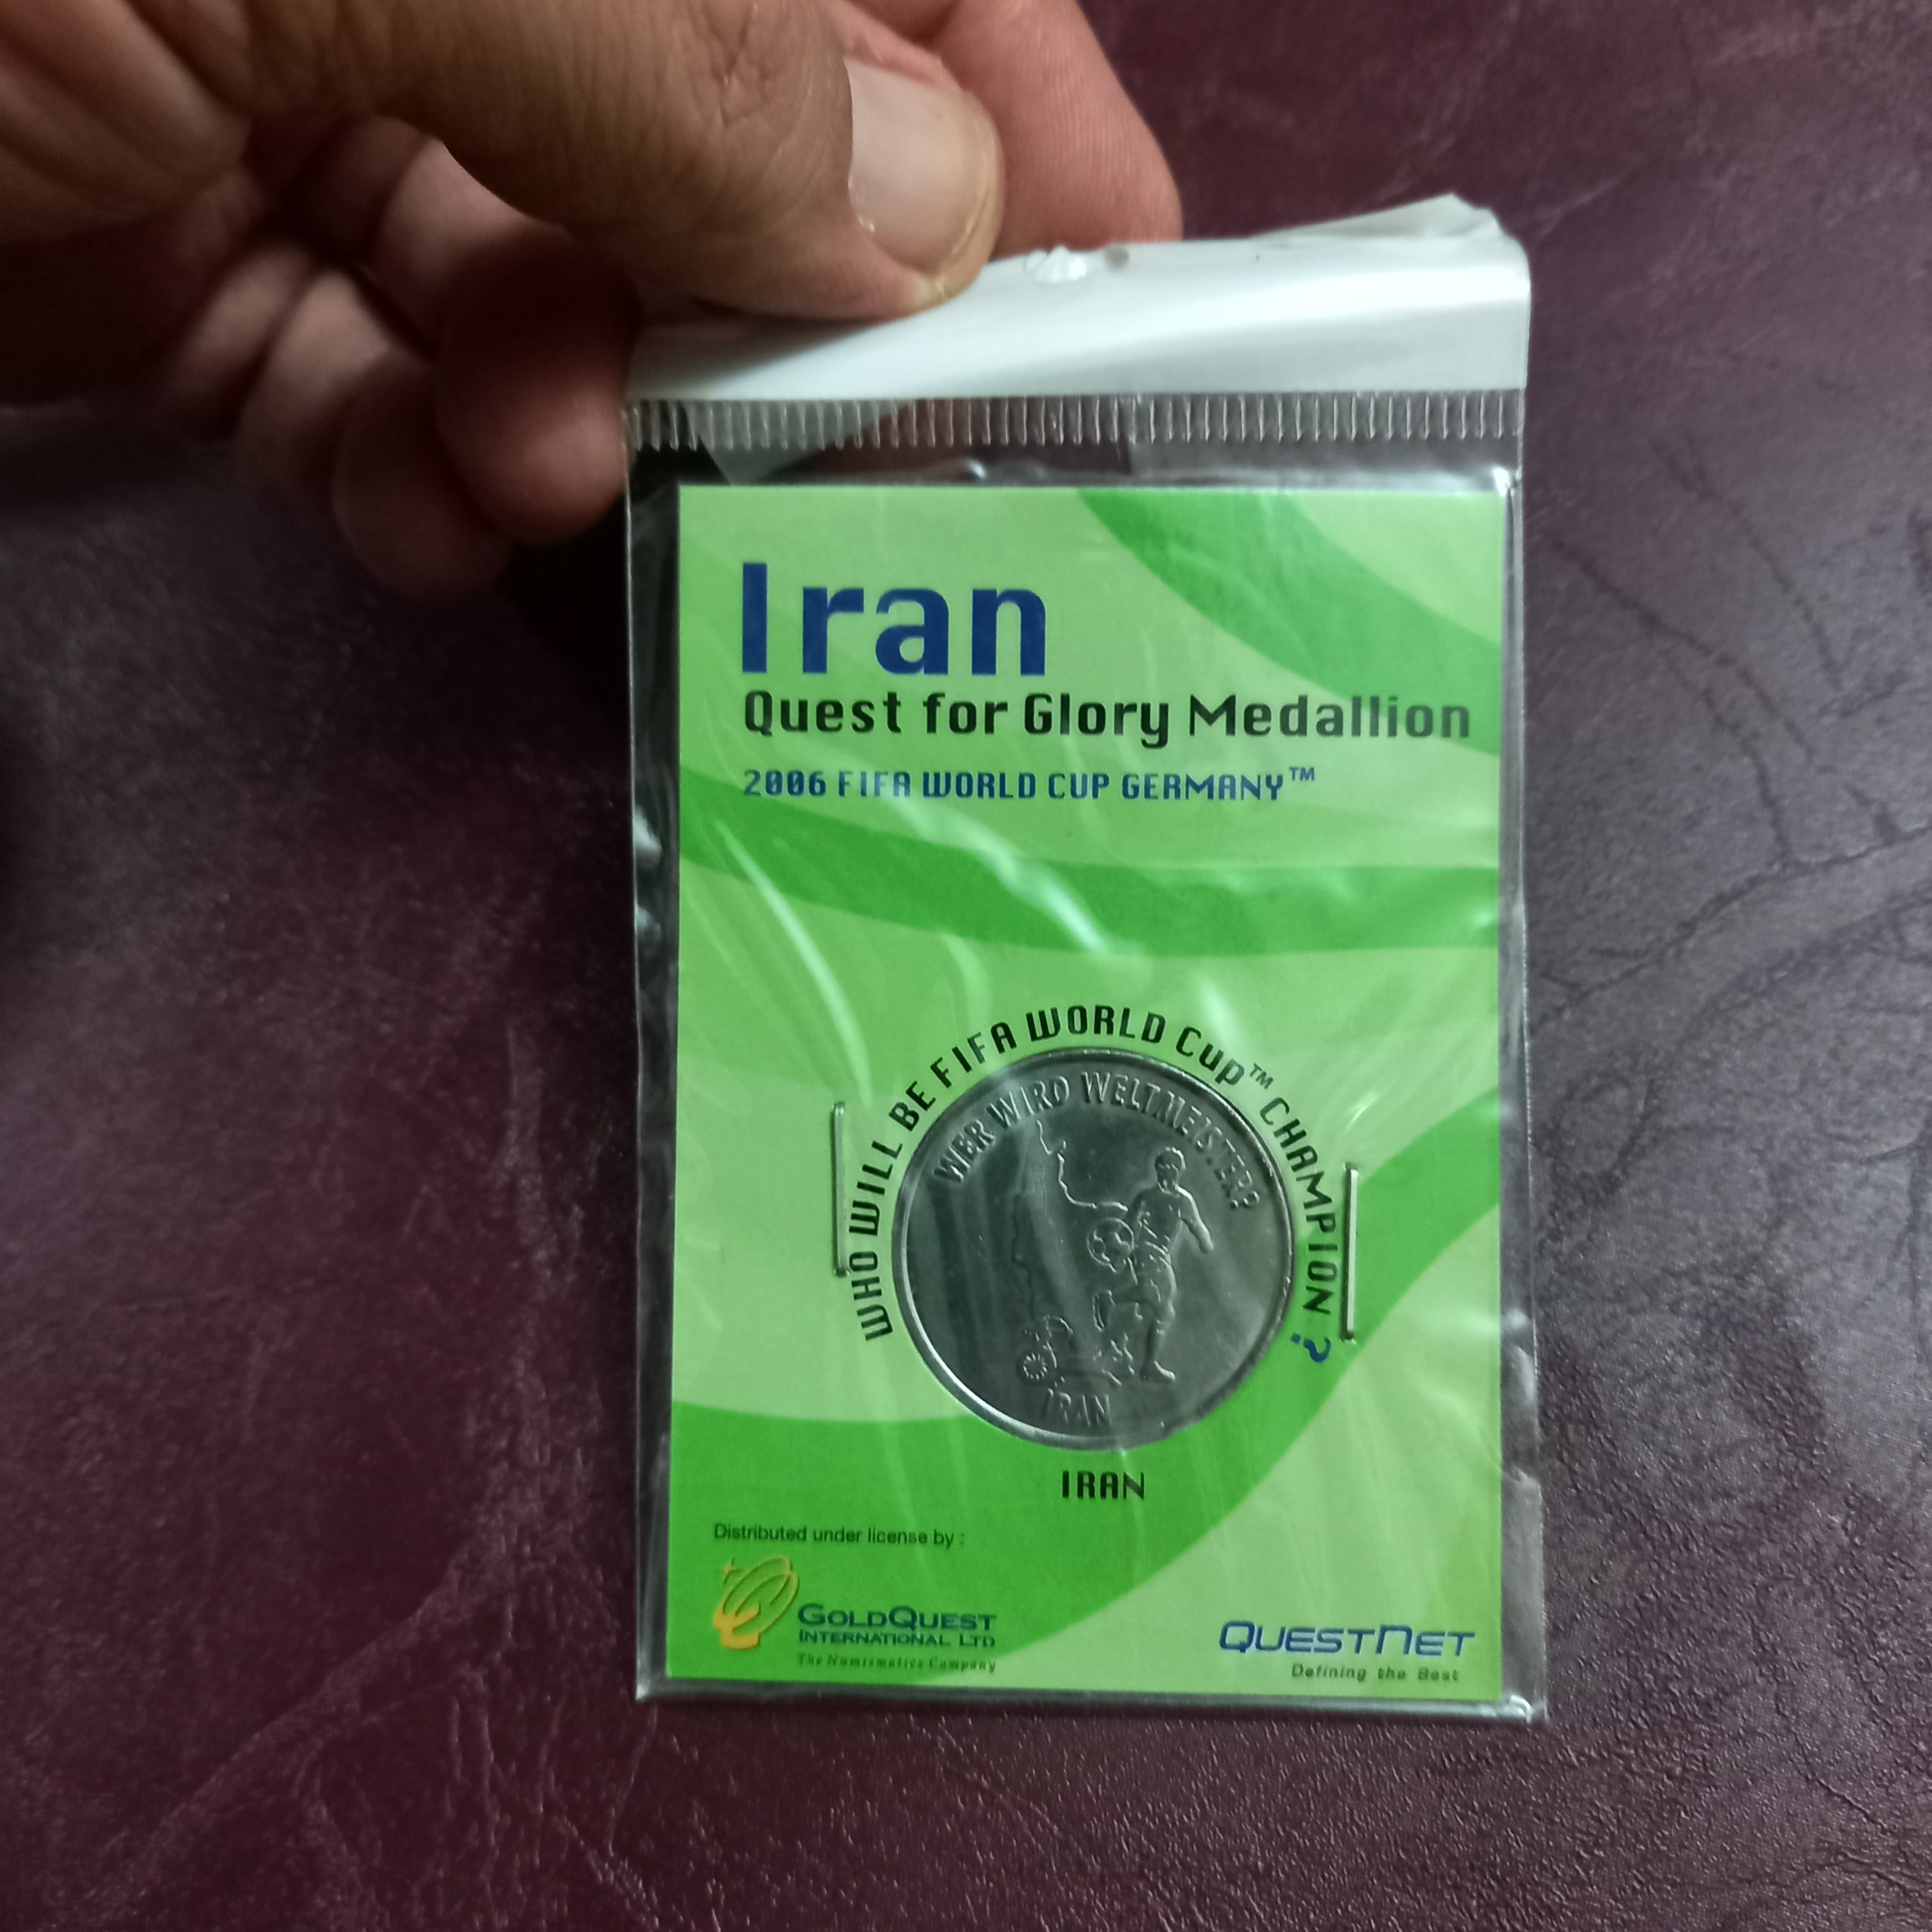 Iran
Quest for Glory Medallion
2006 FIFA WORLD CUP GERMANY™
WHO WILL BE FIFA WORLD CUP™ CHAMPION ?
WER WIRD WELTMEISTER?
IRAN
IRAN
Distributed under license by :
GOLDQUEST
INTERNATIONAL LTD
The Numismatics Company
QUESTNET
Defining the Best